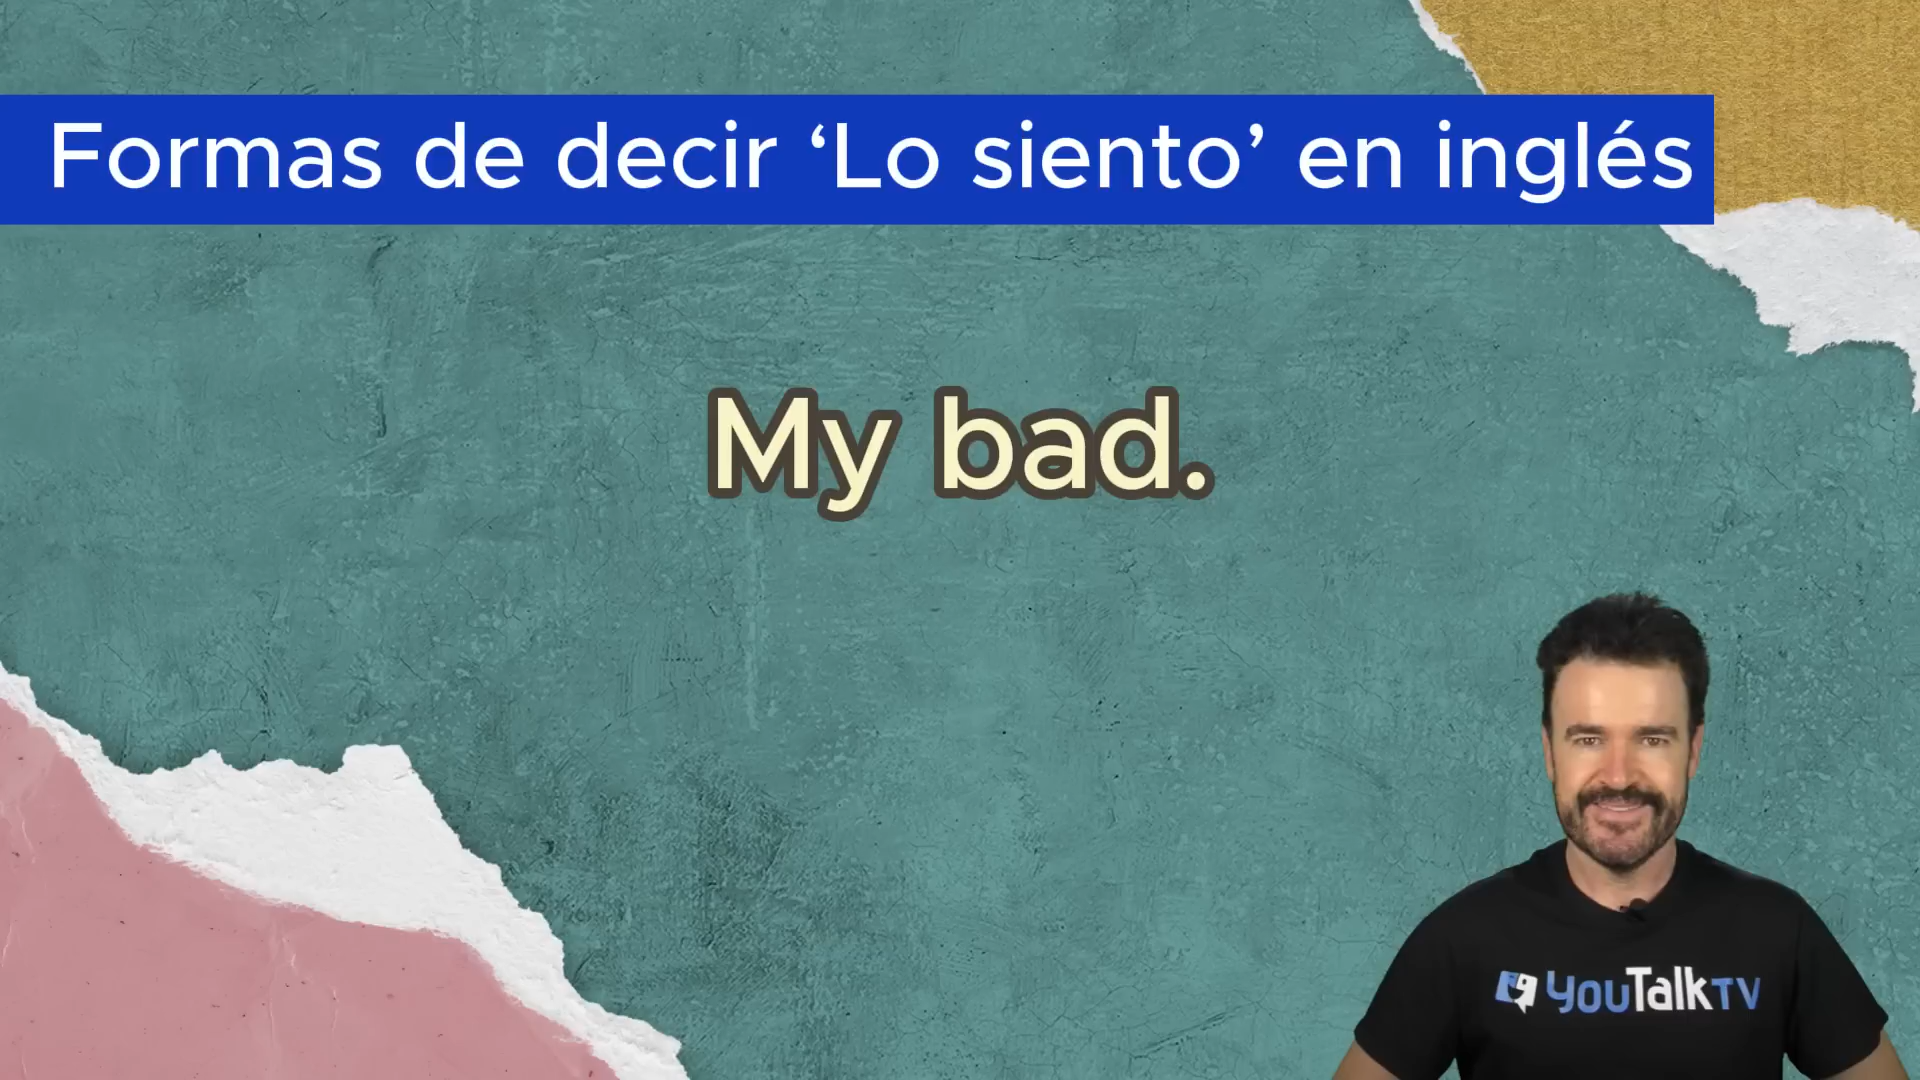 Formas de decir ‘Lo siento’ en inglés
My bad.
YouTalkTV